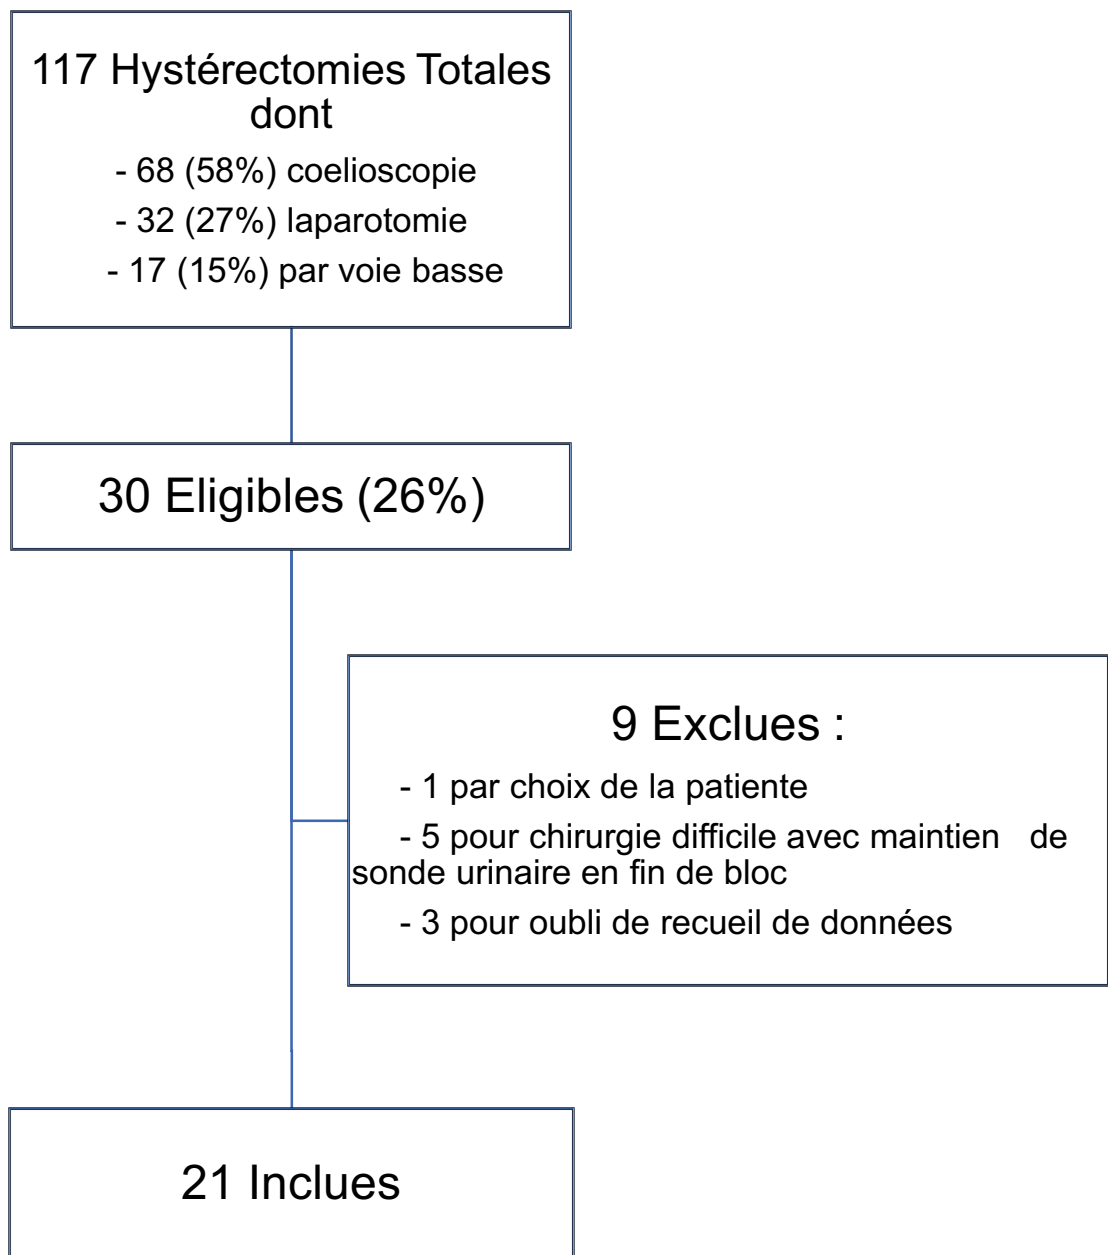 117 Hystérectomies Totales
dont
- 68 (58%) coelioscopie
- 32 (27%) laparotomie
- 17 (15%) par voie basse
30 Eligibles (26%)
9 Exclues :
- 1 par choix de la patiente
- 5 pour chirurgie difficile avec maintien de
sonde urinaire en fin de bloc
- 3 pour oubli de recueil de données
21 Inclues